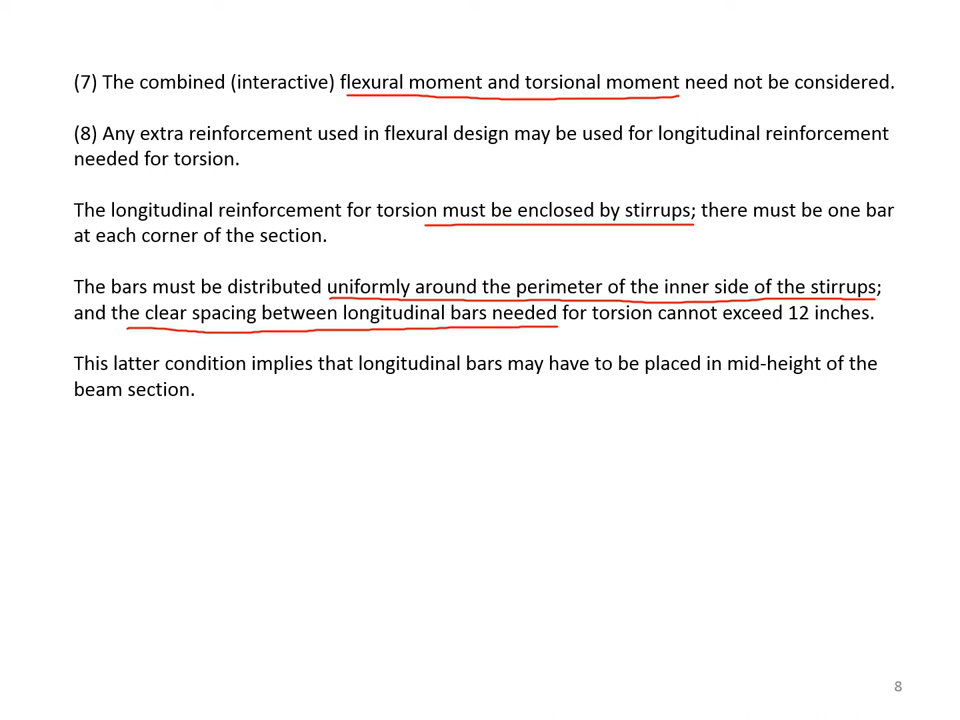 (7) The combined (interactive) flexural moment and torsional moment need not be considered.
(8) Any extra reinforcement used in flexural design may be used for longitudinal reinforcement
needed for torsion.
The longitudinal reinforcement for torsion must be enclosed by stirrups; there must be one bar
at each corner of the section.
The bars must be distributed uniformly around the perimeter of the inner side of the stirrups;
and the clear spacing between longitudinal bars needed for torsion cannot exceed 12 inches.
This latter condition implies that longitudinal bars may have to be placed in mid-height of the
beam section.
8